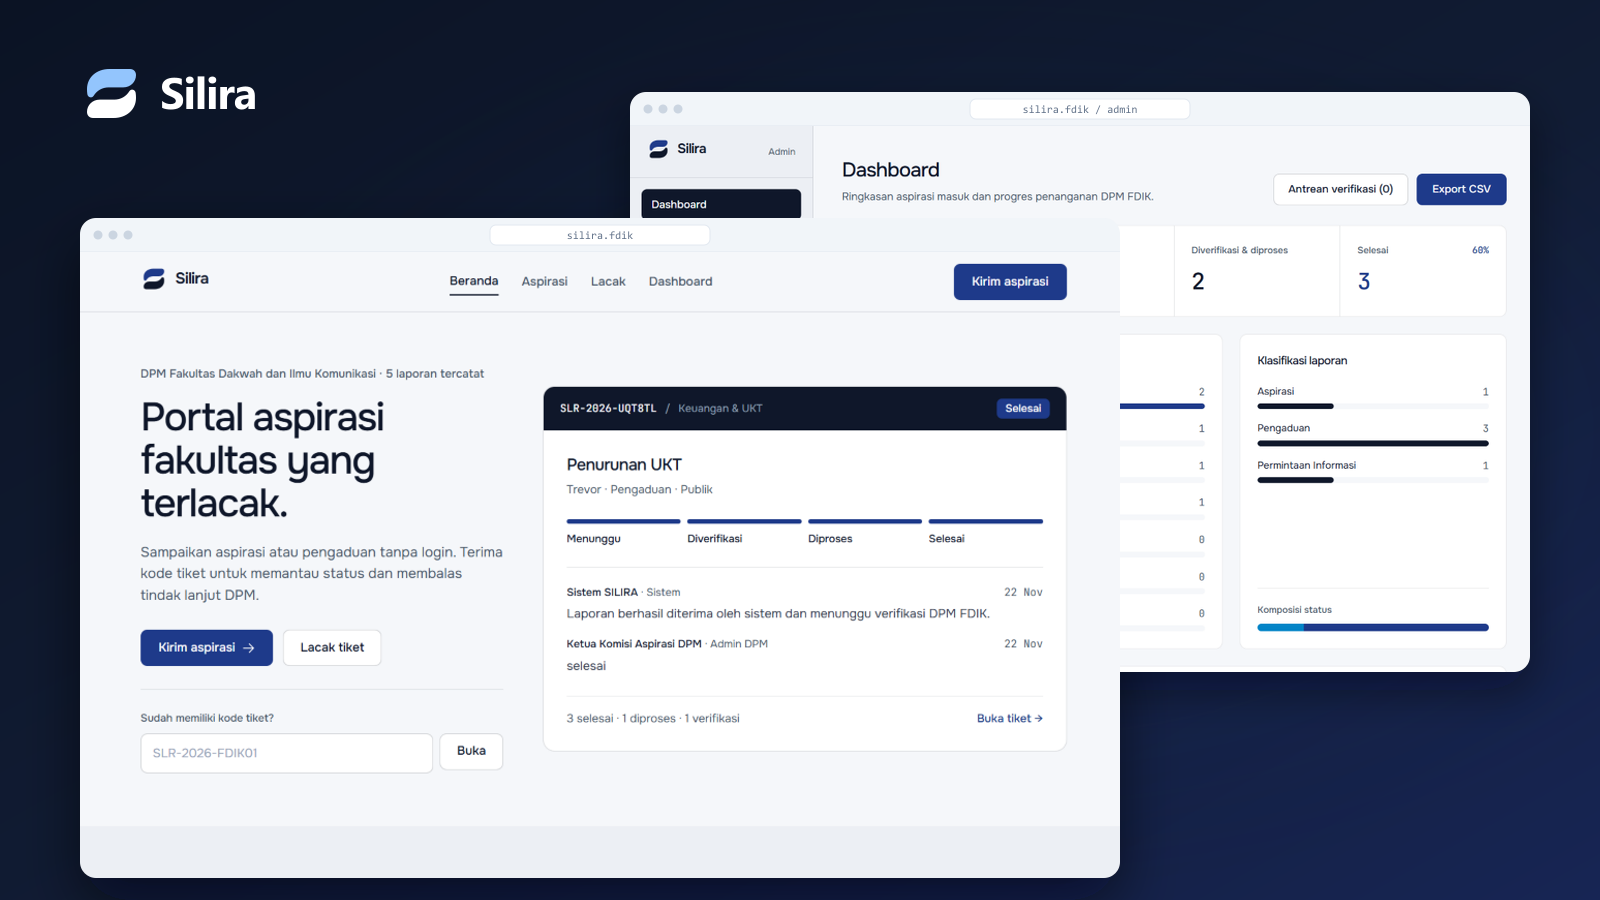 Silira
silira.fdik / admin
Silira
Admin
Dashboard
Dashboard
Ringkasan aspirasi masuk dan progres penanganan DPM FDIK.
Antrean verifikasi (0)
Export CSV
Diverifikasi & diproses
2
Selesai
60%
3
2
1
1
1
0
0
0
Klasifikasi laporan
Aspirasi 1
Pengaduan 3
Permintaan Informasi 1
Komposisi status
silira.fdik
Silira
Beranda
Aspirasi
Lacak
Dashboard
Kirim aspirasi
DPM Fakultas Dakwah dan Ilmu Komunikasi · 5 laporan tercatat
Portal aspirasi
fakultas yang
terlacak.
Sampaikan aspirasi atau pengaduan tanpa login. Terima
kode tiket untuk memantau status dan membalas
tindak lanjut DPM.
Kirim aspirasi →
Lacak tiket
Sudah memiliki kode tiket?
SLR-2026-FDIK01
Buka
SLR-2026-UQT8TL / Keuangan & UKT
Selesai
Penurunan UKT
Trevor · Pengaduan · Publik
Menunggu
Diverifikasi
Diproses
Selesai
Sistem SILIRA · Sistem
22 Nov
Laporan berhasil diterima oleh sistem dan menunggu verifikasi DPM FDIK.
Ketua Komisi Aspirasi DPM · Admin DPM
22 Nov
selesai
3 selesai · 1 diproses · 1 verifikasi
Buka tiket →